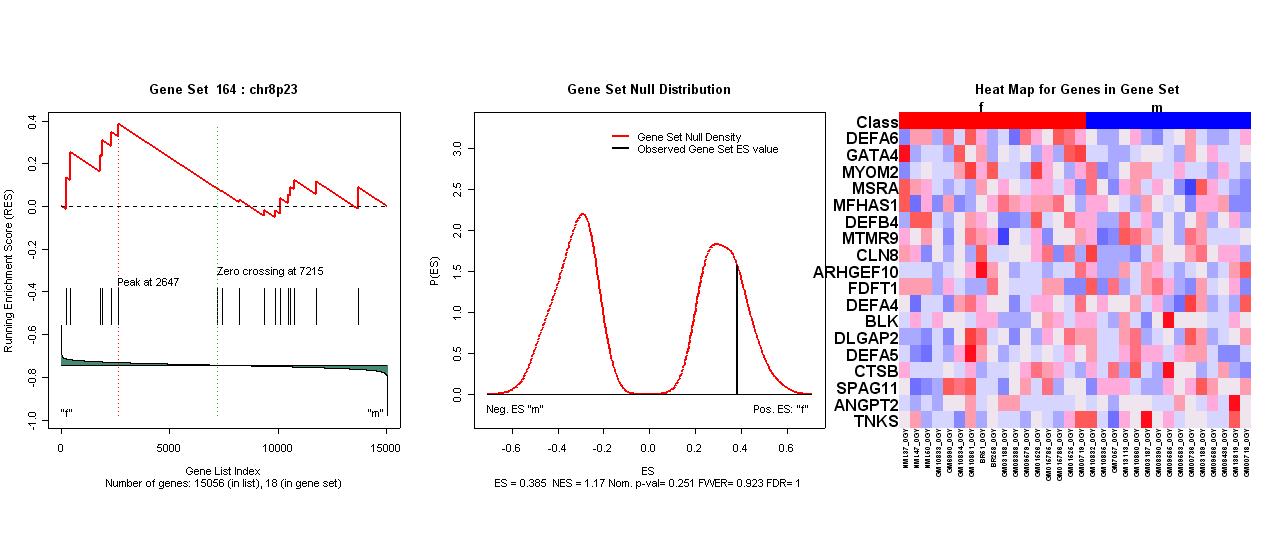 Gene Set 164 : chr8p23
Running Enrichment Score (RES)
0.4
0.2
0.0
-0.2
-0.4
-0.6
-0.8
-1.0
Peak at 2647
Zero crossing at 7215
"f"
"m"
0
5000
10000
15000
Gene List Index
Number of genes: 15056 (in list), 18 (in gene set)
Gene Set Null Distribution
Gene Set Null Density
Observed Gene Set ES value
P(ES)
3.0
2.5
2.0
1.5
1.0
0.5
0.0
Neg. ES "m"
Pos. ES: "f"
-0.6
-0.4
-0.2
0.0
0.2
0.4
0.6
ES
ES = 0.385 NES = 1.17 Nom. p-val= 0.251 FWER= 0.923 FDR= 1
Heat Map for Genes in Gene Set
f
m
Class
DEFA6
GATA4
MYOM2
MSRA
MFHAS1
DEFB4
MTMR9
CLN8
ARHGEF10
FDFT1
DEFA4
BLK
DLGAP2
DEFA5
CTSB
SPAG11
ANGPT2
TNKS